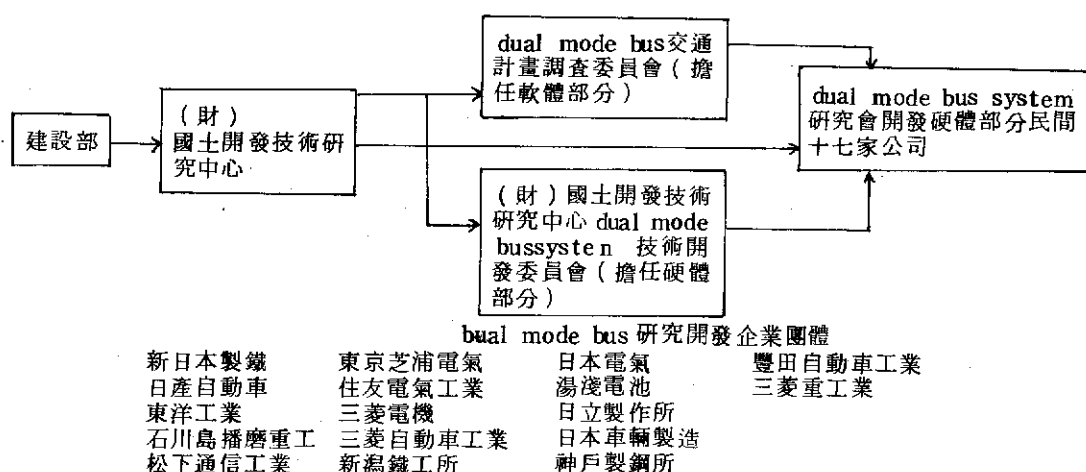 建設部
(財)
國土開發技術研
究中心
dual mode bus交通
計畫調查委員會(擔
任軟體部分)
(財)國土開發技術
研究中心dual mode
bussysten 技術開
發委員會(擔任硬體
部分)
dual mode bus system
研究會開發硬體部分民間
十七家公司
bual mode bus 研究開發企業團體
新日本製鐵 東京芝浦電氣 日本電氣 豐田自動車工業
日產自動車 住友電氣工業 湯淺電池 三菱重工業
東洋工業 三菱電機 日立製作所
石川島播磨重工 三菱自動車工業 日本車輛製造
松下通信工業 新潟鐵工所 神戶製鋼所